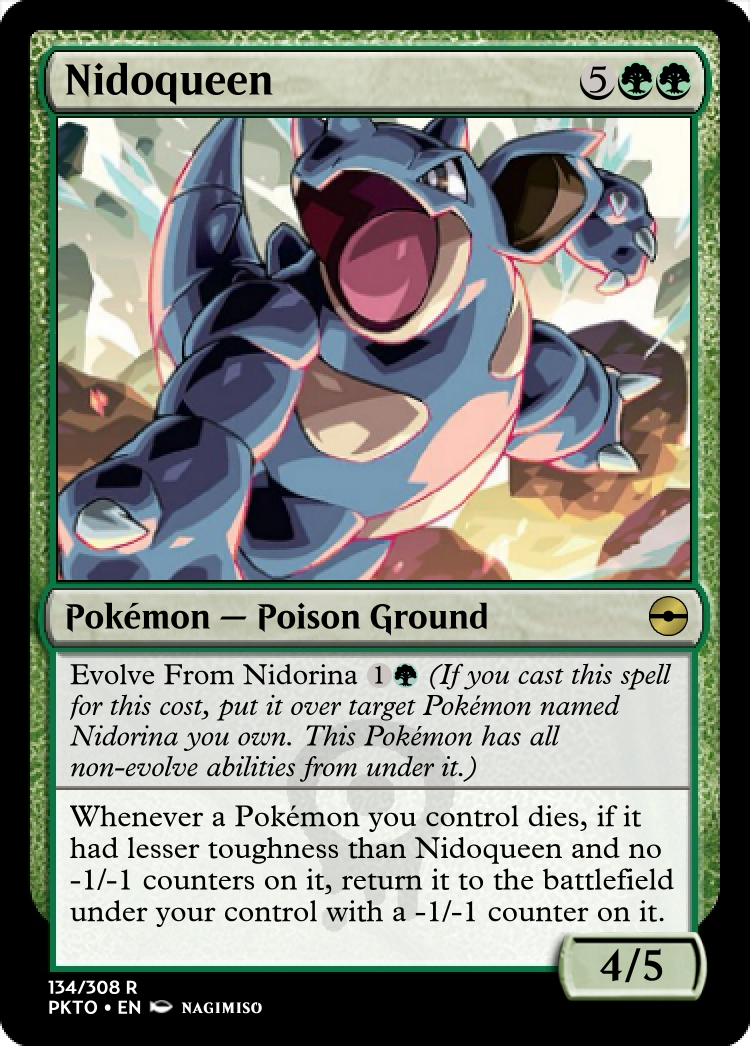 Nidoqueen 5
Pokémon — Poison Ground
Evolve From Nidorina 1 (If you cast this spell
for this cost, put it over target Pokémon named
Nidorina you own. This Pokémon has all
non-evolve abilities from under it.)
Whenever a Pokémon you control dies, if it
had lesser toughness than Nidoqueen and no
-1/-1 counters on it, return it to the battlefield
under your control with a -1/-1 counter on it.
4/5
134/308 R
PKTO • EN NAGIMISO